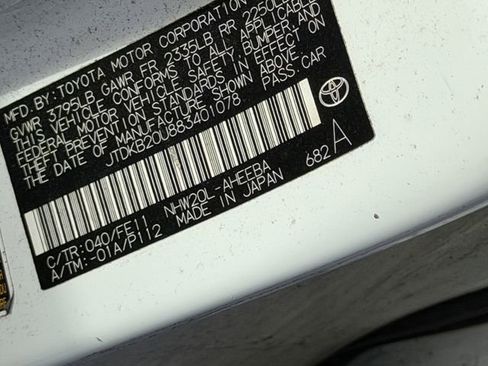 MFD. BY: TOYOTA MOTOR CORPORATION
GVWR 3795LB, GAWR FR 2335LB, RR 2250LB
THIS VEHICLE CONFORMS TO ALL APPLICABLE
FEDERAL MOTOR VEHICLE SAFETY, BUMPER, AND
THEFT PREVENTION STANDARDS IN EFFECT ON
THE DATE OF MANUFACTURE SHOWN ABOVE.
JTDKB20U883401078 PASS. CAR
682A
C/TR: 040/FE11 NHW20L-AHEEBA
A/TM: -01A/P112 MADE IN JAPAN